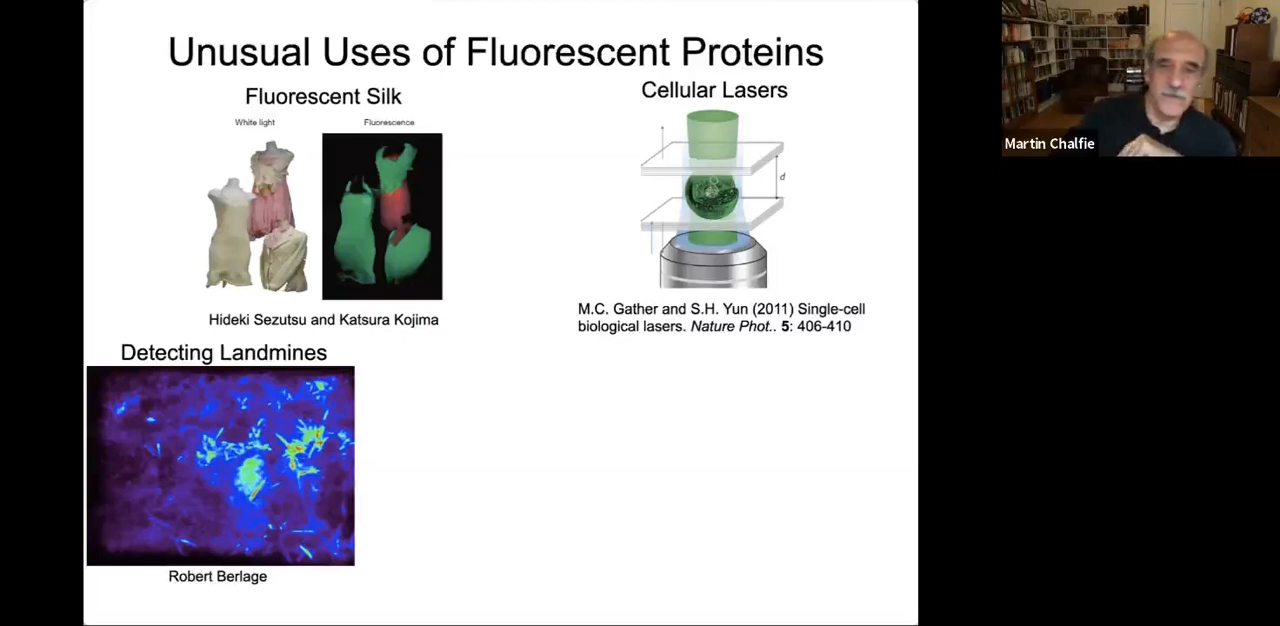 Unusual Uses of Fluorescent Proteins
Fluorescent Silk
White light
Fluorescence
Hideki Sezutsu and Katsura Kojima
Cellular Lasers
d
M.C. Gather and S.H. Yun (2011) Single-cell
biological lasers. Nature Phot.. 5: 406-410
Detecting Landmines
Robert Berlage
Martin Chalfie